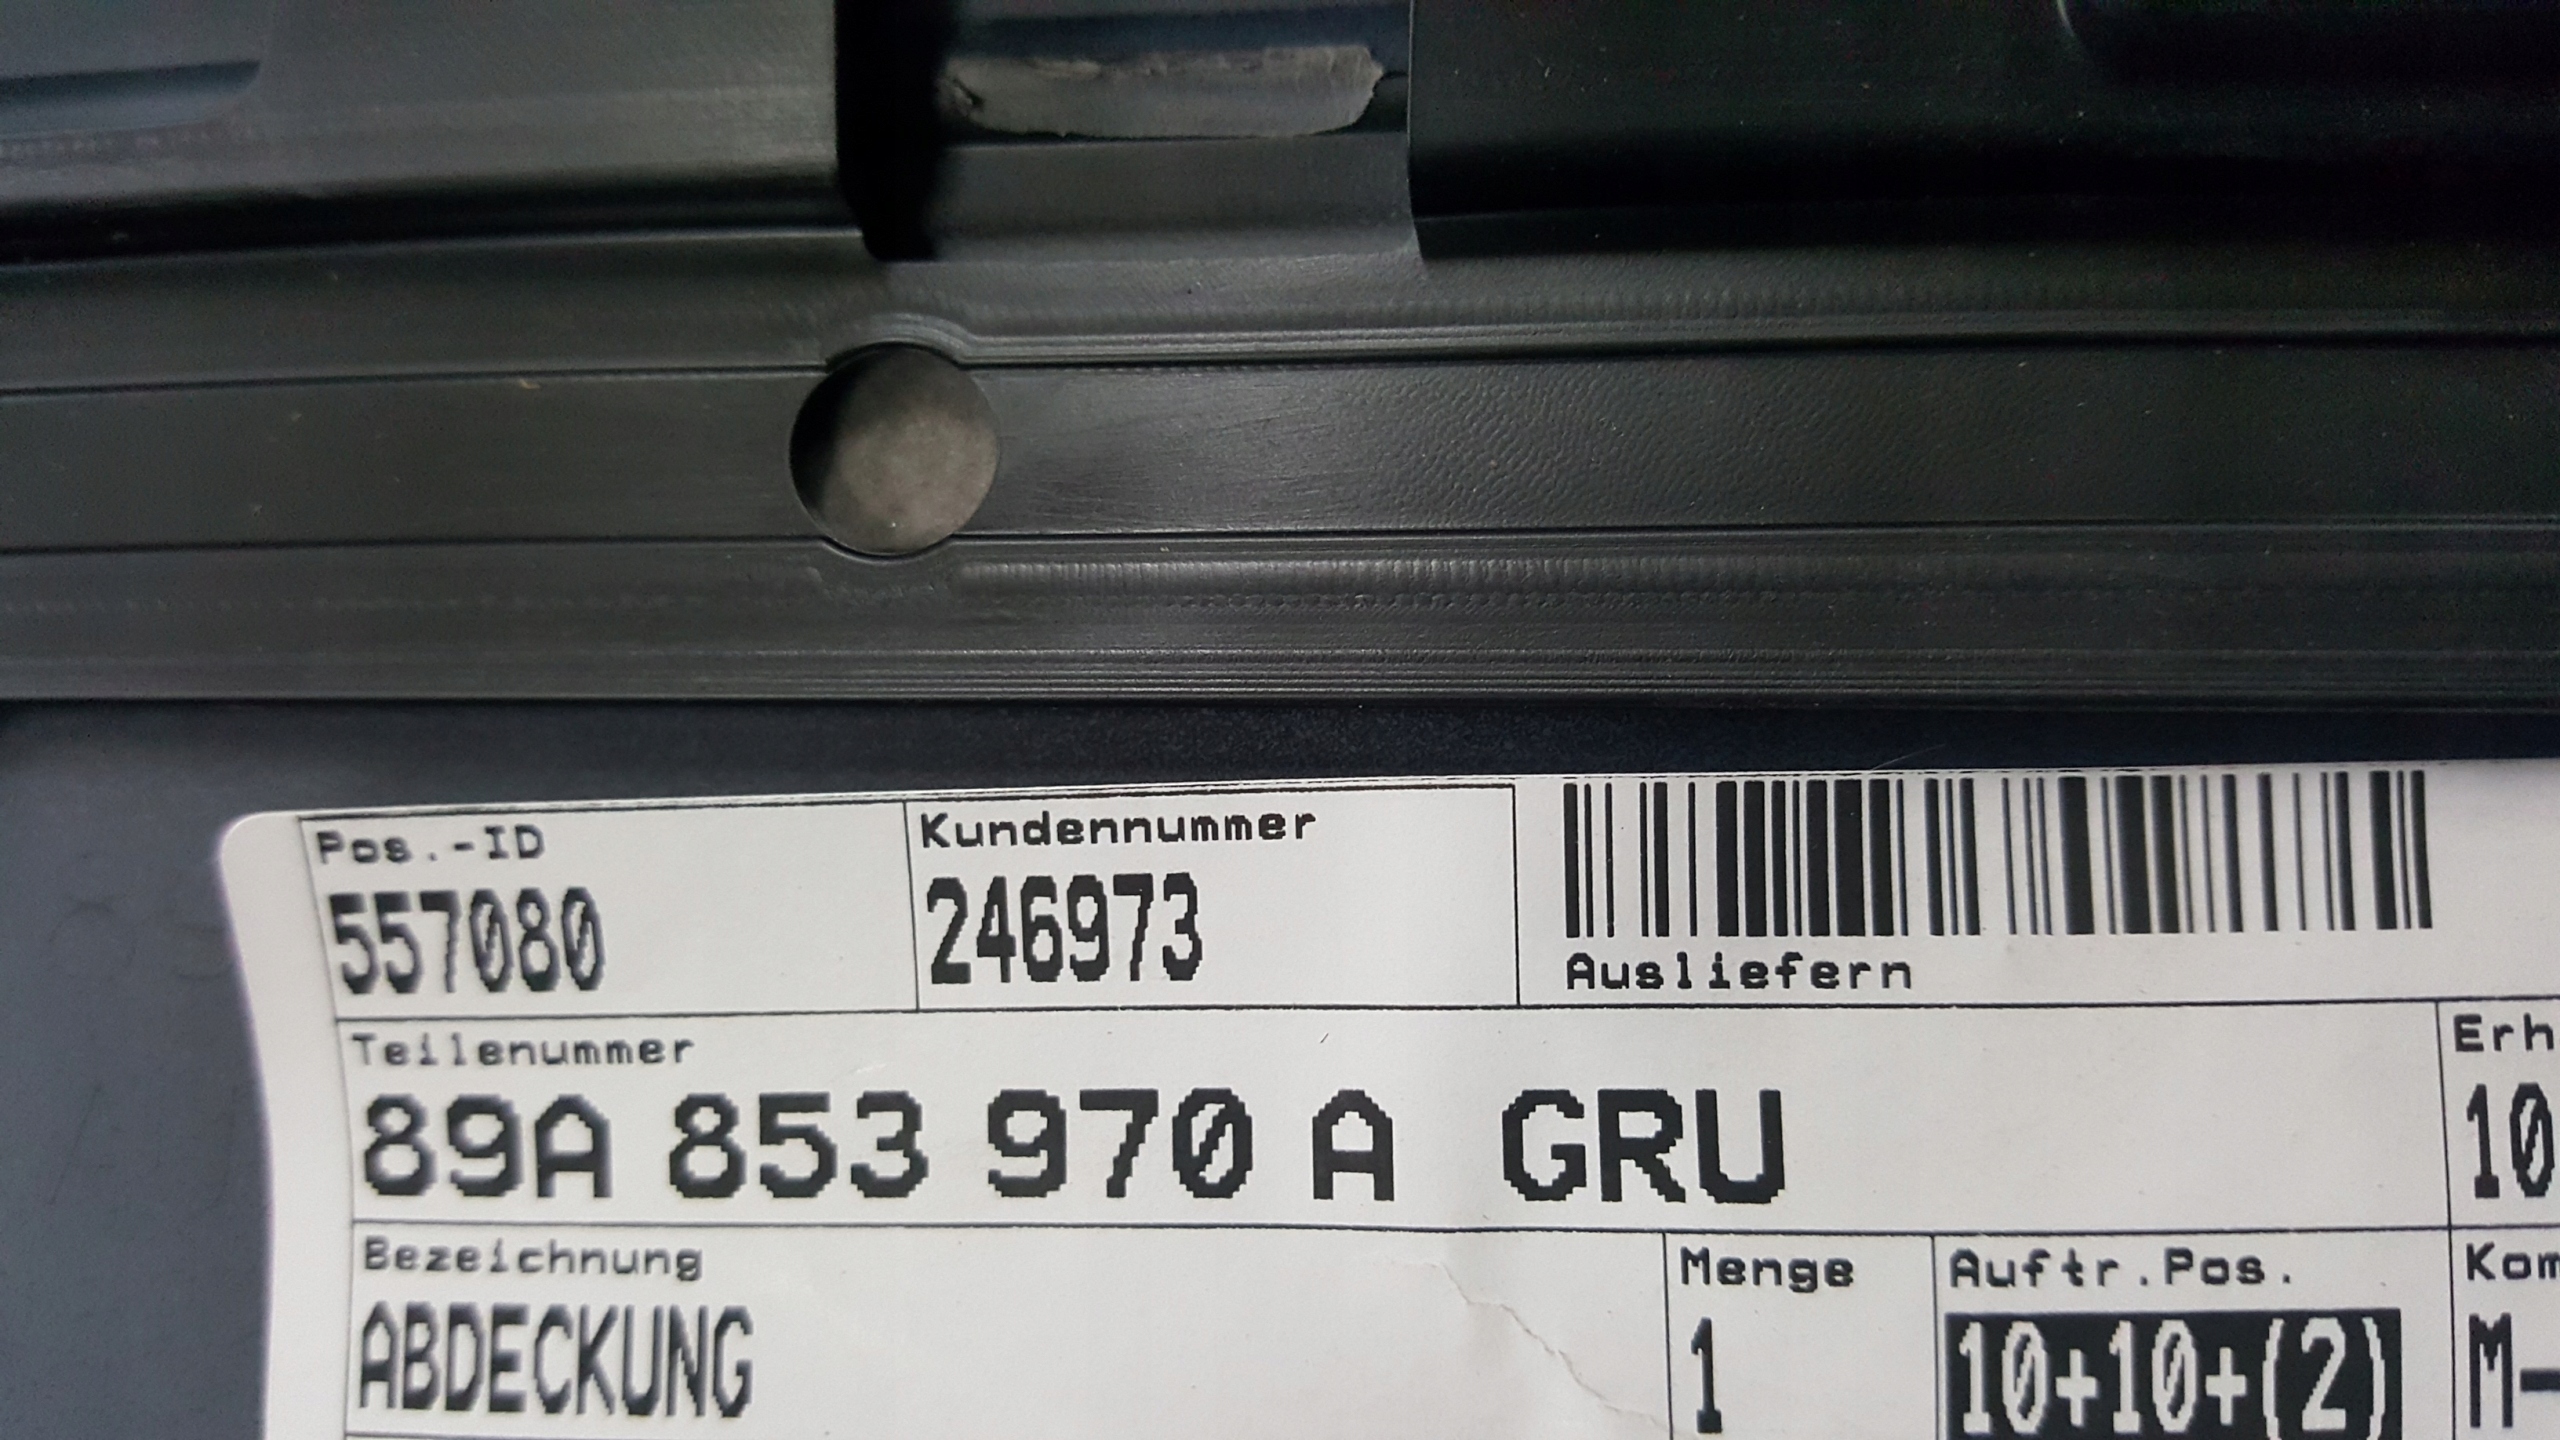 Pos.-ID
557080
Kundennummer
246973
Ausliefern
Teilenummer
89A 853 970 A GRU
Erh
10
Bezeichnung
ABDECKUNG
Menge
1
Auftr.Pos.
10+10+(2)
Kom
M-